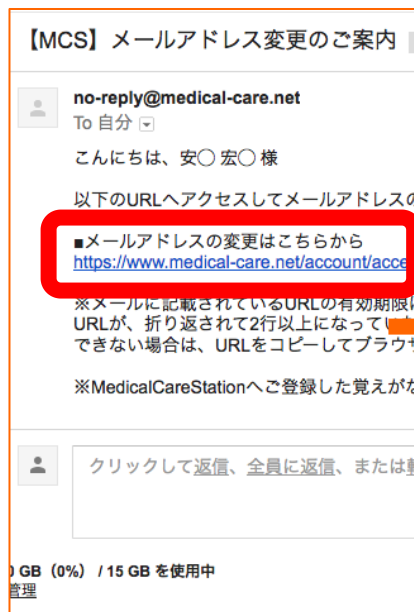 【MCS】メールアドレス変更のご案内
no-reply@medical-care.net
To 自分
こんにちは、安〇 宏〇 様
以下のURLへアクセスしてメールアドレスの
■メールアドレスの変更はこちらから
https://www.medical-care.net/account/acce
※メールに記載されているURLの有効期限は
URLが、折り返されて2行以上になってい
できない場合は、URLをコピーしてブラウザ
※MedicalCareStationへご登録した覚えがな
クリックして返信、全員に返信、または
GB（0%）/ 15 GB を使用中
管理